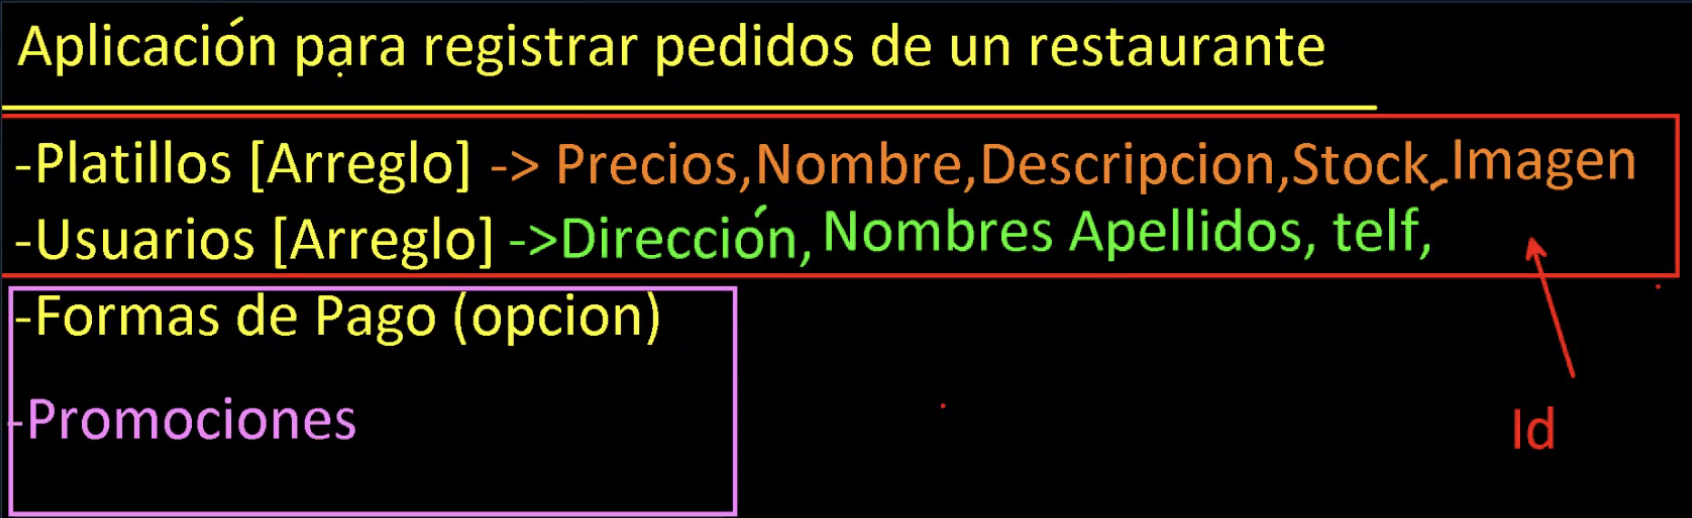 Aplicación para registrar pedidos de un restaurante
-Platillos [Arreglo] -> Precios,Nombre,Descripcion,Stock,Imagen
-Usuarios [Arreglo] ->Dirección, Nombres Apellidos, telf,
-Formas de Pago (opcion)
-Promociones
Id